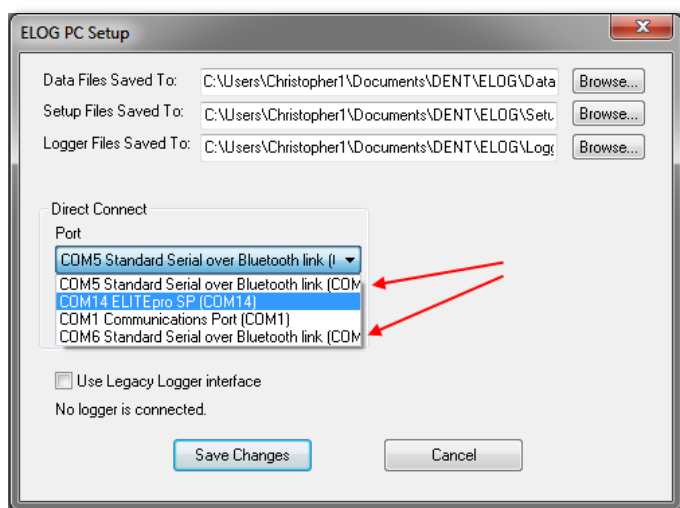 ELOG PC Setup
Data Files Saved To: C:\Users\Christopher1\Documents\DENT\ELOG\Data Browse...
Setup Files Saved To: C:\Users\Christopher1\Documents\DENT\ELOG\Setu Browse...
Logger Files Saved To: C:\Users\Christopher1\Documents\DENT\ELOG\Logg Browse...
Direct Connect
Port
COM5 Standard Serial over Bluetooth link (
COM5 Standard Serial over Bluetooth link (COM
COM14 ELITEpro SP (COM14)
COM1 Communications Port (COM1)
COM6 Standard Serial over Bluetooth link (COM
Use Legacy Logger interface
No logger is connected.
Save Changes Cancel